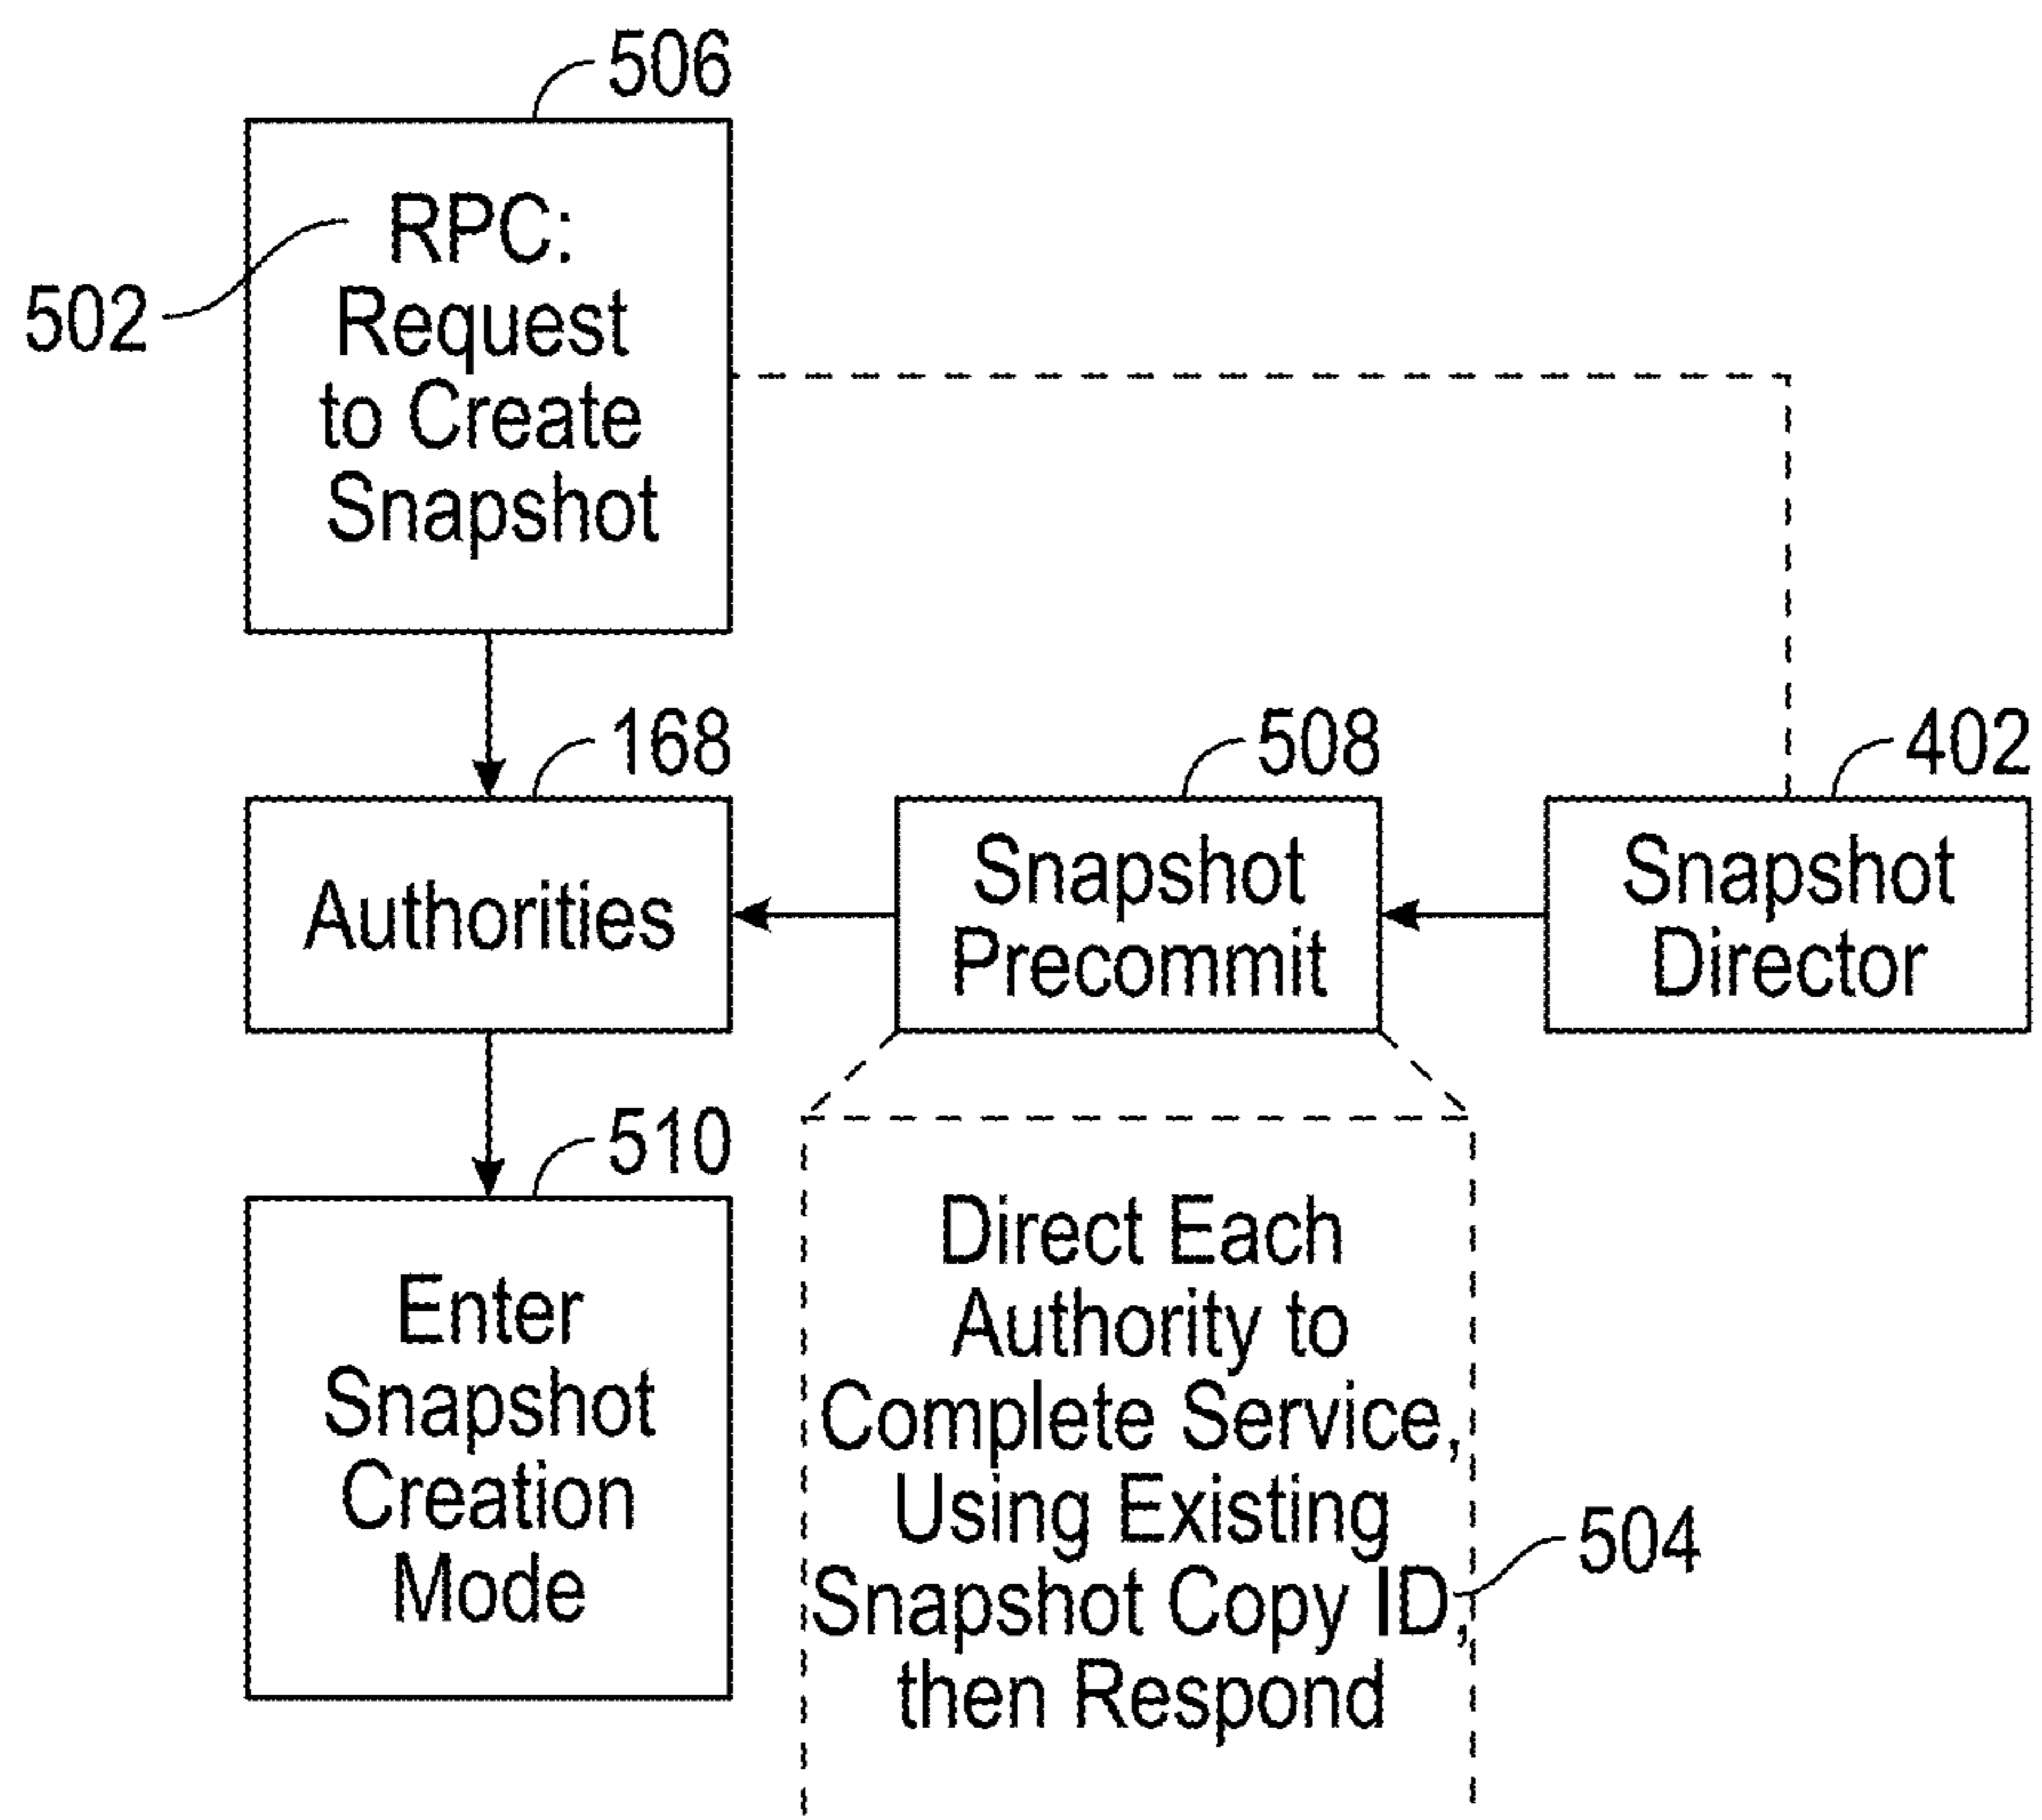 506
RPC:
Request
to Create
Snapshot
502
168
508
402
Authorities
Snapshot
Precommit
Snapshot
Director
510
Enter
Snapshot
Creation
Mode
Direct Each
Authority to
Complete Service,
Using Existing
Snapshot Copy ID,
then Respond
504